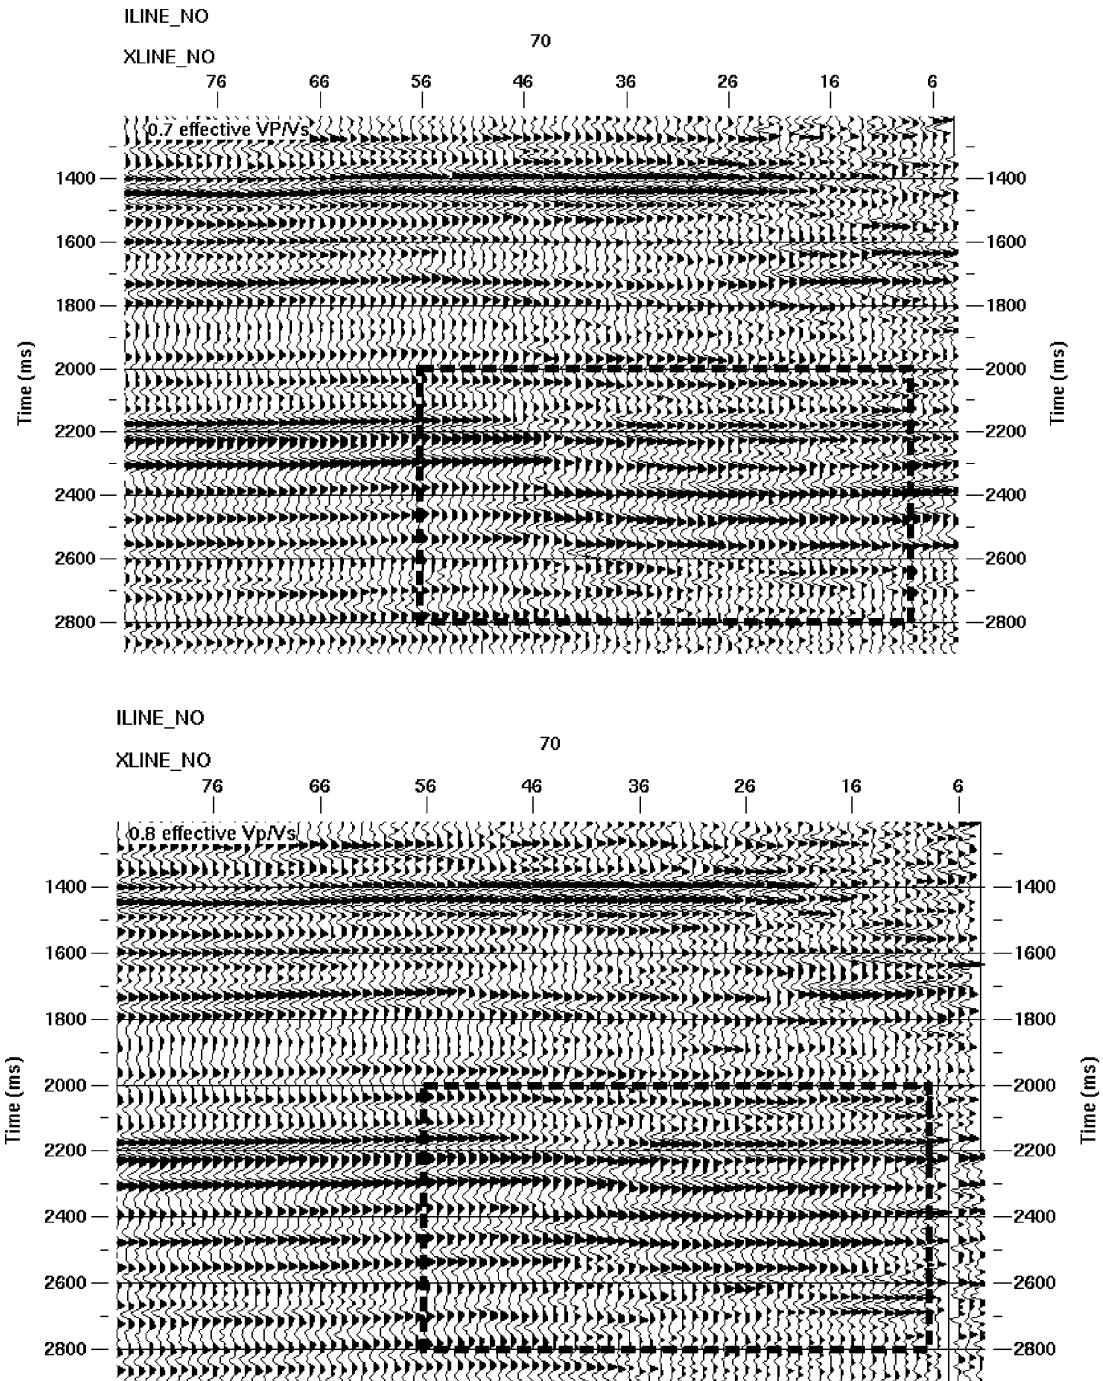 ILINE_NO
70
XLINE_NO
76 66 56 46 36 26 16 6
0.7 effective VP/Vs
1400 1400
1600 1600
1800 1800
2000 2000
2200 2200
2400 2400
2600 2600
2800 2800
Time (ms) Time (ms)
ILINE_NO
70
XLINE_NO
76 66 56 46 36 26 16 6
0.8 effective Vp/Vs
1400 1400
1600 1600
1800 1800
2000 2000
2200 2200
2400 2400
2600 2600
2800 2800
Time (ms) Time (ms)